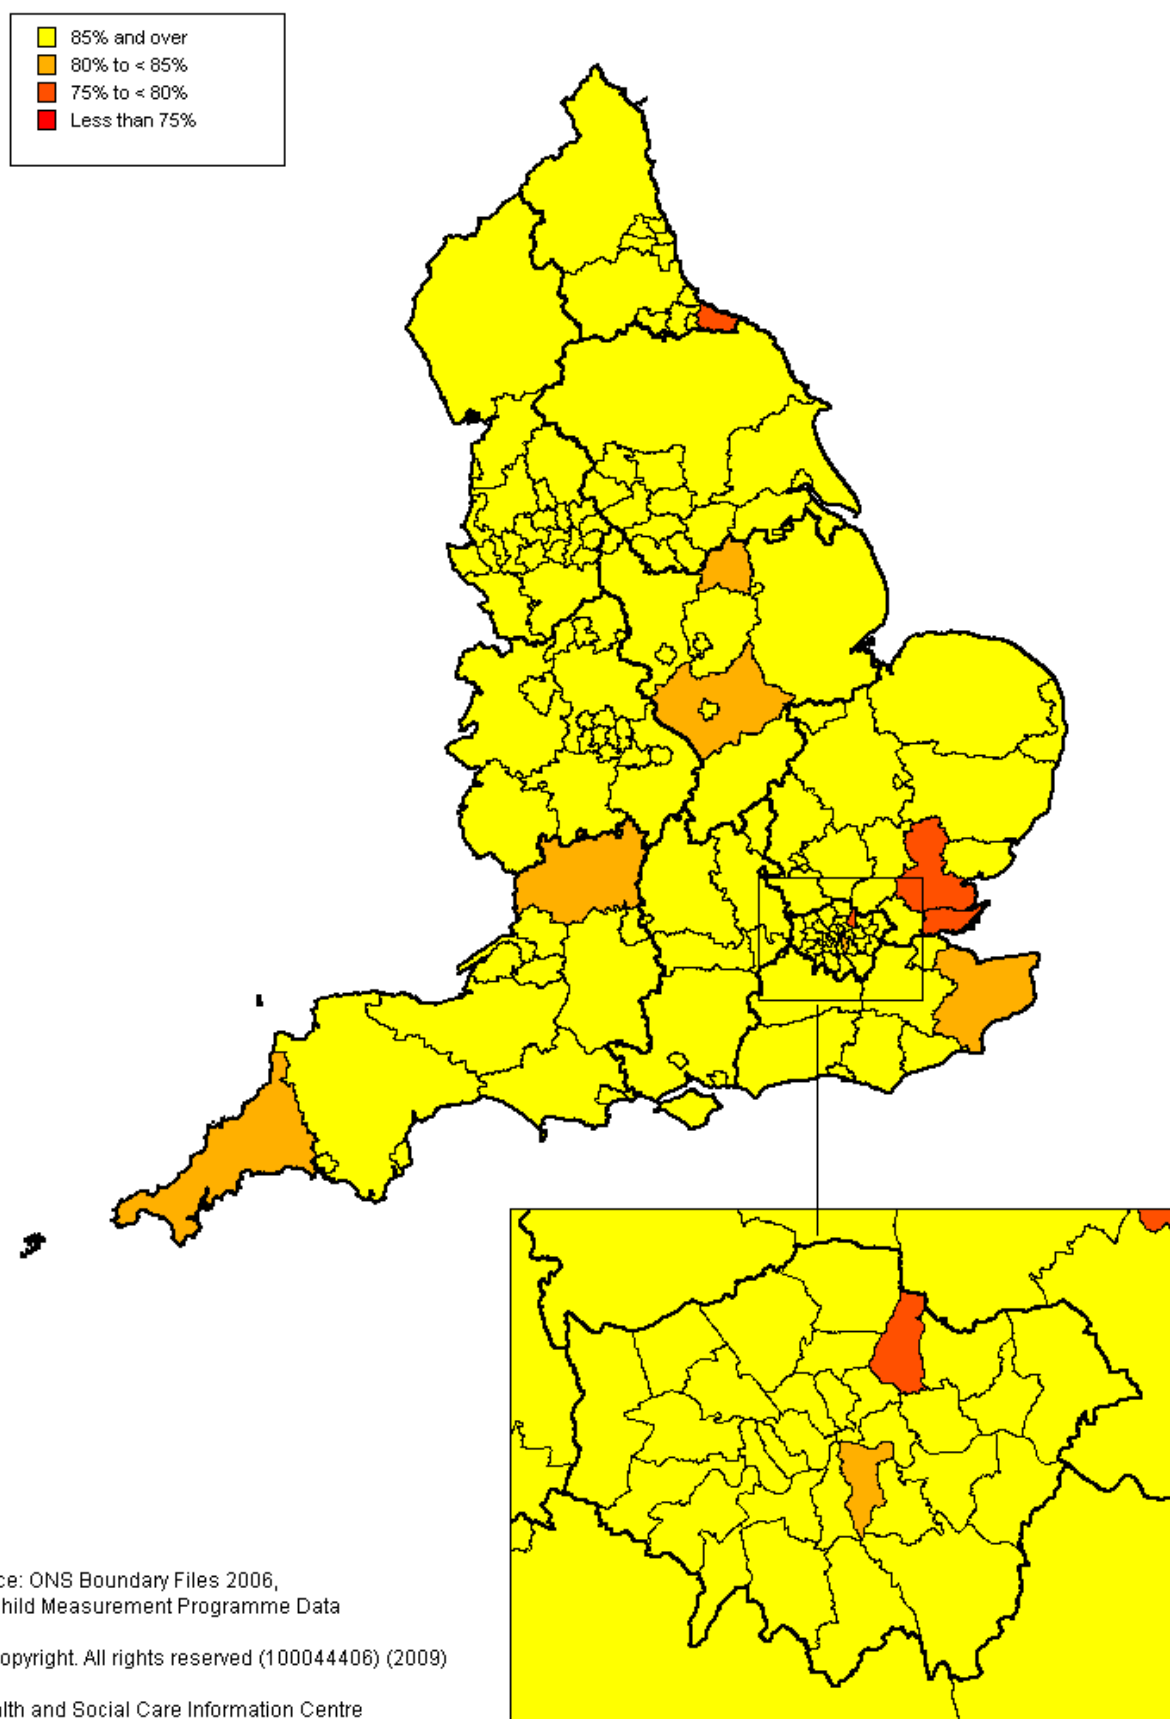 85% and over
80% to < 85%
75% to < 80%
Less than 75%
ce: ONS Boundary Files 2006,
hild Measurement Programme Data
opyright. All rights reserved (100044406) (2009)
lth and Social Care Information Centre